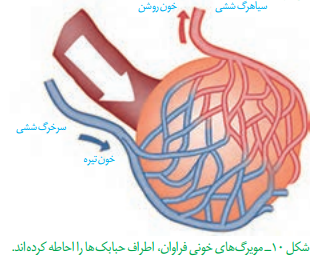 سیاهرگ ششی
خون روشن
سرخرگ ششی
خون تیره
شکل ۱۰ـ مویرگ‌های خونی فراوان، اطراف حبابک‌ها را احاطه کرده‌اند.